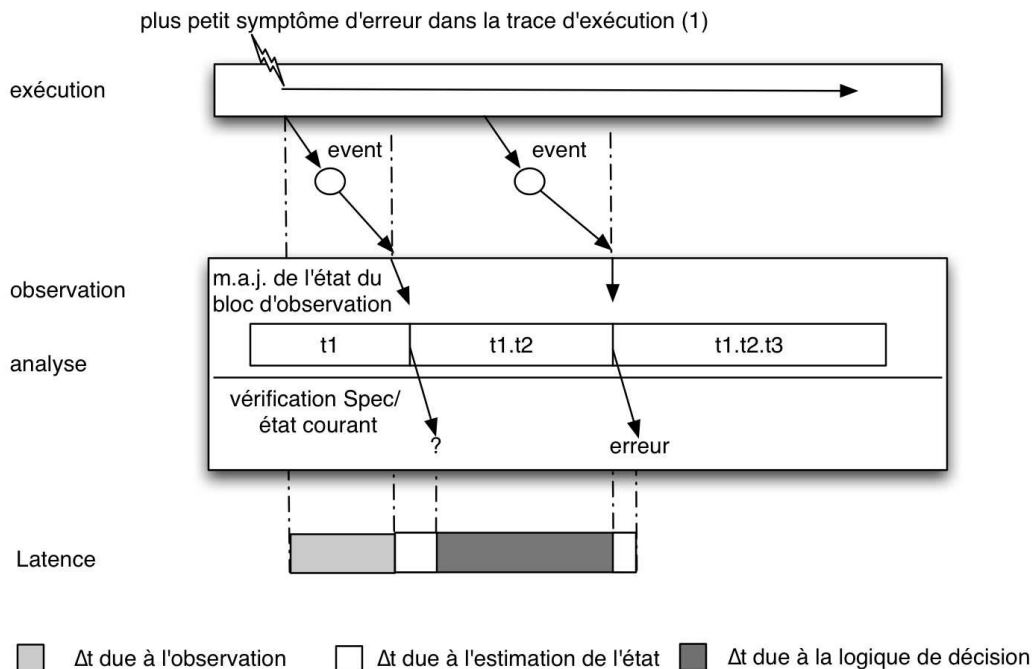 plus petit symptôme d'erreur dans la trace d'exécution (1)
exécution
event
event
observation
m.a.j. de l'état du
bloc d'observation
t1
t1.t2
t1.t2.t3
analyse
vérification Spec/
état courant
?
erreur
Latence
Δt due à l'observation
Δt due à l'estimation de l'état
Δt due à la logique de décision